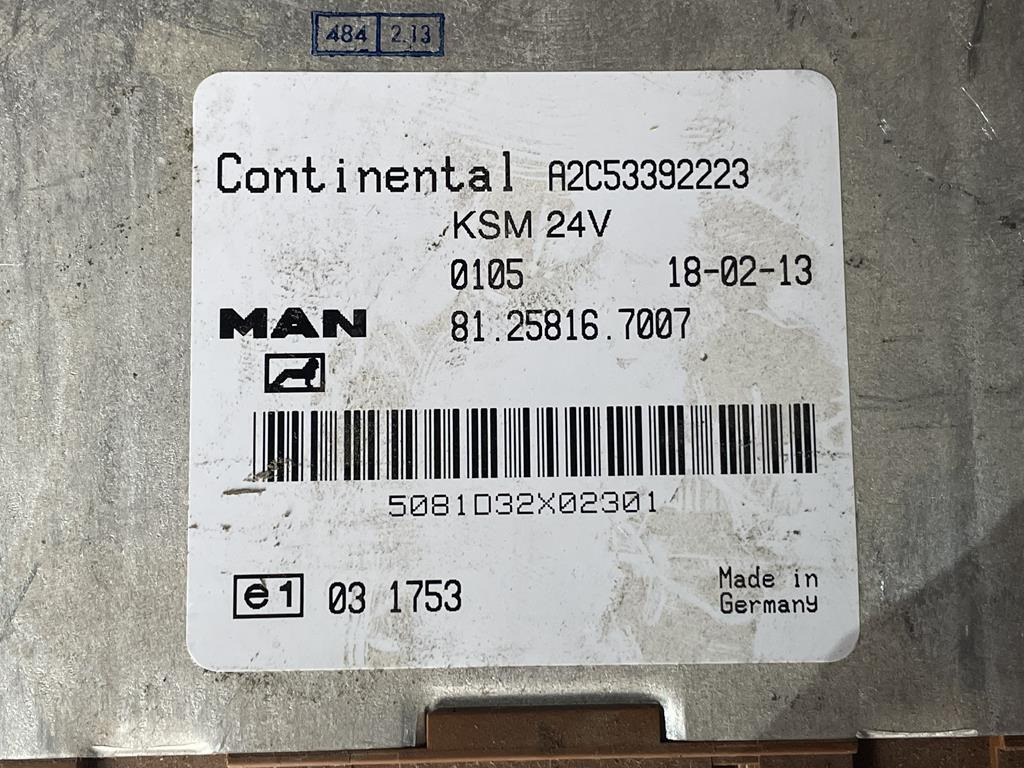 484 2.13
Continental A2C53392223
KSM 24V
0105 18-02-13
MAN 81.25816.7007
5081D32X02301
e1 03 1753
Made in
Germany